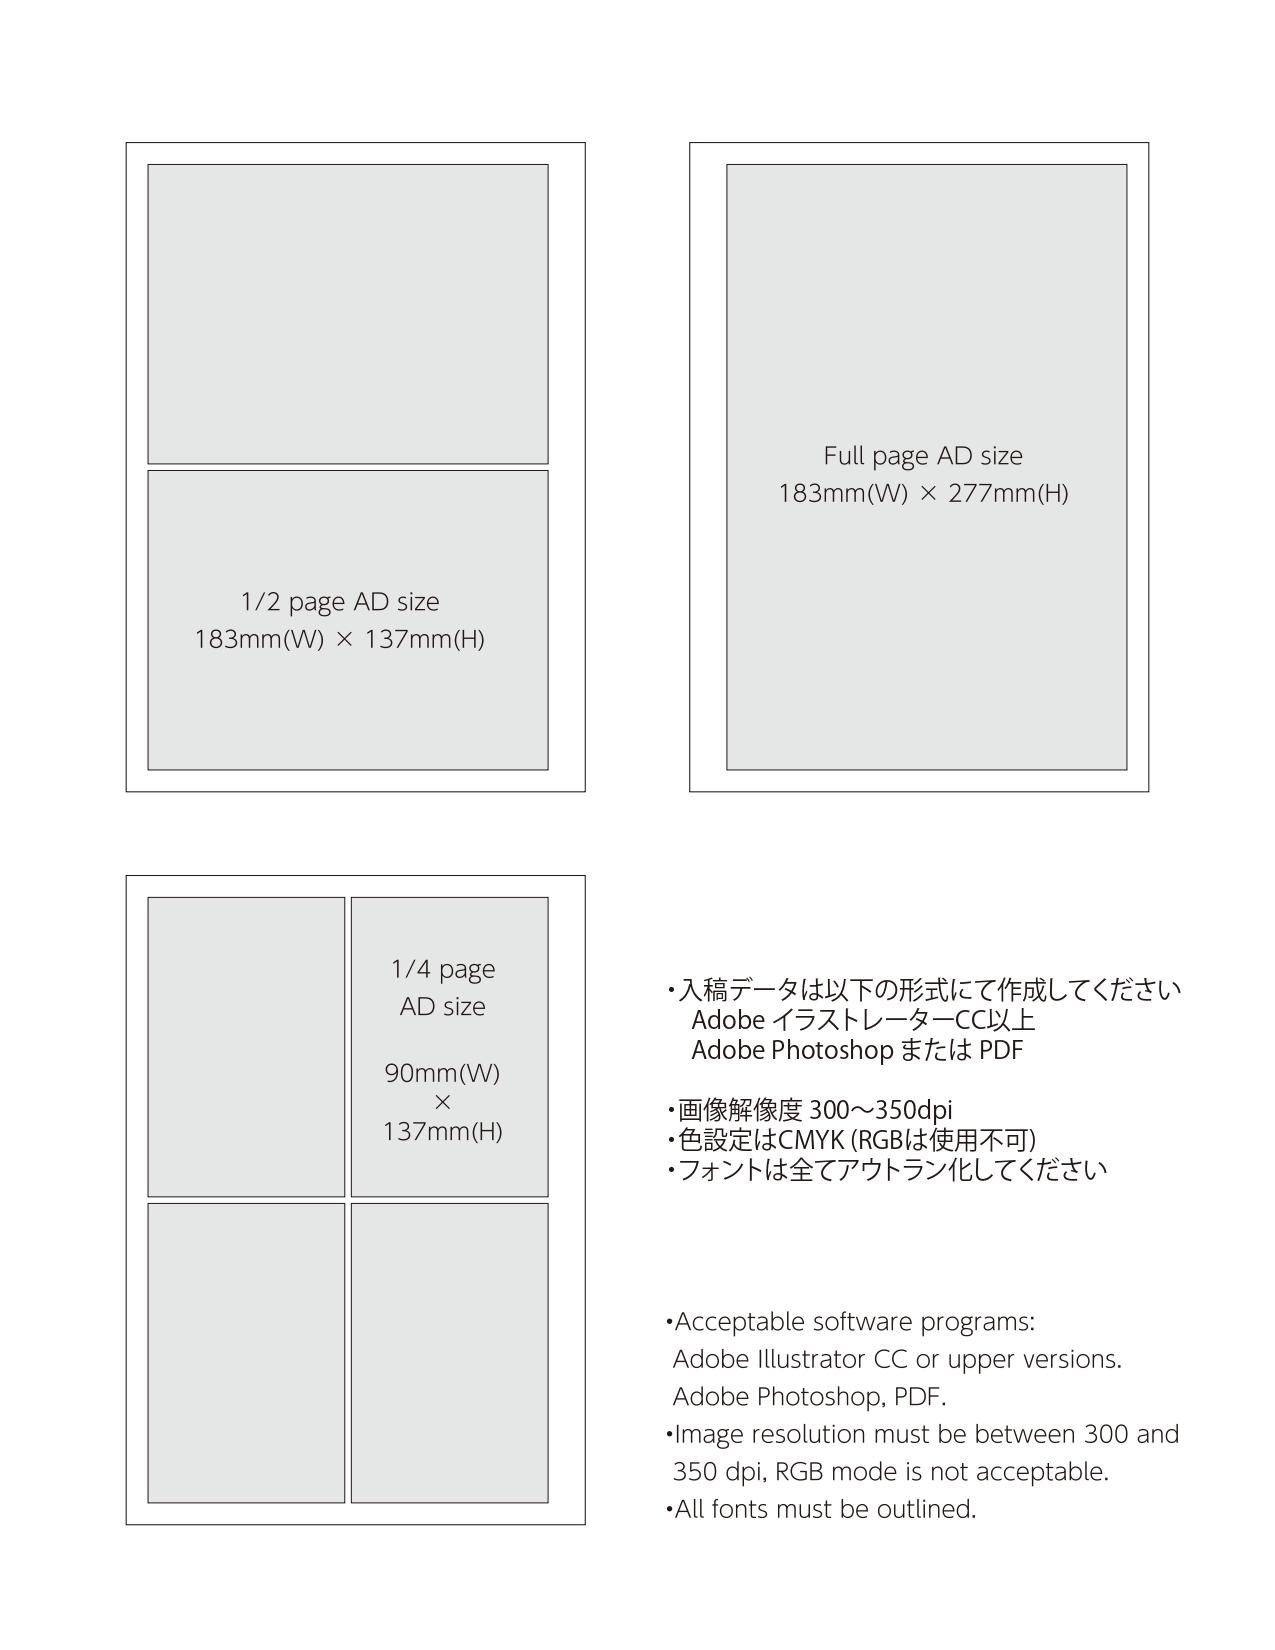 1/2 page AD size
183mm(W) × 137mm(H)
Full page AD size
183mm(W) × 277mm(H)
1/4 page
AD size
90mm(W)
×
137mm(H)
・入稿データは以下の形式にて作成してください
Adobe イラストレーターCC以上
Adobe Photoshop または PDF
・画像解像度 300〜350dpi
・色設定はCMYK (RGBは使用不可)
・フォントは全てアウトラン化してください
•Acceptable software programs:
Adobe Illustrator CC or upper versions.
Adobe Photoshop, PDF.
•Image resolution must be between 300 and
350 dpi, RGB mode is not acceptable.
•All fonts must be outlined.